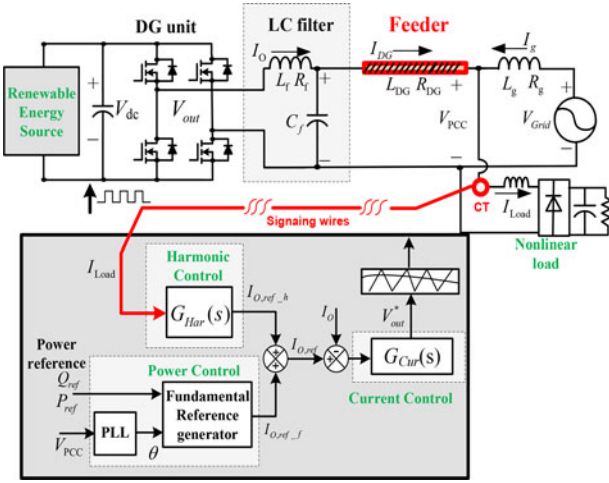 DG unit
LC filter
Feeder
Renewable
Energy
Source
+
V_dc
−
V_out
I_O
L_f R_f
C_f
+
−
I_DG
L_DG R_DG
+
V_PCC
−
I_g
L_g R_g
+
V_Grid
−
CT
I_Load
Signaing wires
Nonlinear
load
I_Load
Harmonic
Control
G_Har(s)
I_O,ref_h
Power
reference
Power Control
Q_ref
P_ref
V_PCC
PLL
θ
Fundamental
Reference
generator
I_O,ref_f
I_O,ref
I_O
V*_out
G_Cur(s)
Current Control